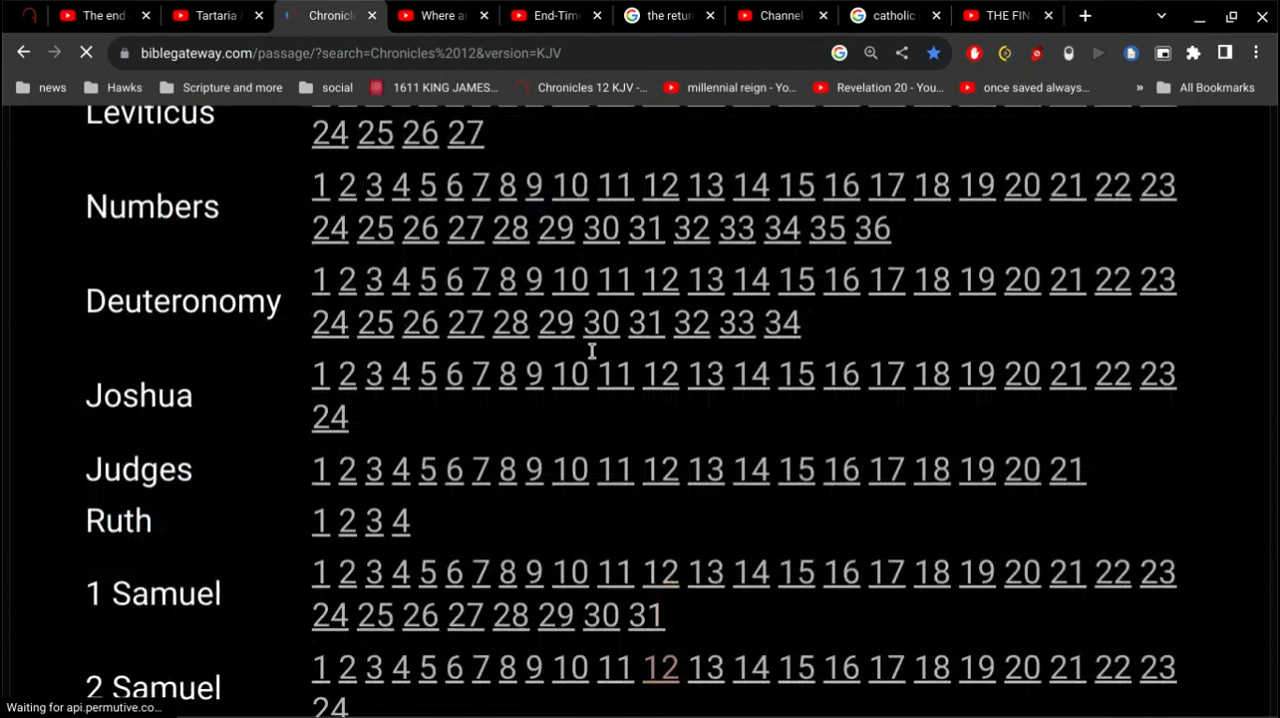 The end
Tartaria
Chronicle
Where a
End-Time
the retur
Channel
catholic
THE FIN
biblegateway.com/passage/?search=Chronicles%2012&version=KJV
news
Hawks
Scripture and more
social
1611 KING JAMES...
Chronicles 12 KJV -...
millennial reign - Yo...
Revelation 20 - You...
once saved always...
»
All Bookmarks
Leviticus
24 25 26 27
Numbers
1 2 3 4 5 6 7 8 9 10 11 12 13 14 15 16 17 18 19 20 21 22 23
24 25 26 27 28 29 30 31 32 33 34 35 36
Deuteronomy
1 2 3 4 5 6 7 8 9 10 11 12 13 14 15 16 17 18 19 20 21 22 23
24 25 26 27 28 29 30 31 32 33 34
Joshua
1 2 3 4 5 6 7 8 9 10 11 12 13 14 15 16 17 18 19 20 21 22 23
24
Judges
1 2 3 4 5 6 7 8 9 10 11 12 13 14 15 16 17 18 19 20 21
Ruth
1 2 3 4
1 Samuel
1 2 3 4 5 6 7 8 9 10 11 12 13 14 15 16 17 18 19 20 21 22 23
24 25 26 27 28 29 30 31
2 Samuel
1 2 3 4 5 6 7 8 9 10 11 12 13 14 15 16 17 18 19 20 21 22 23
24
Waiting for api.permutive.co...